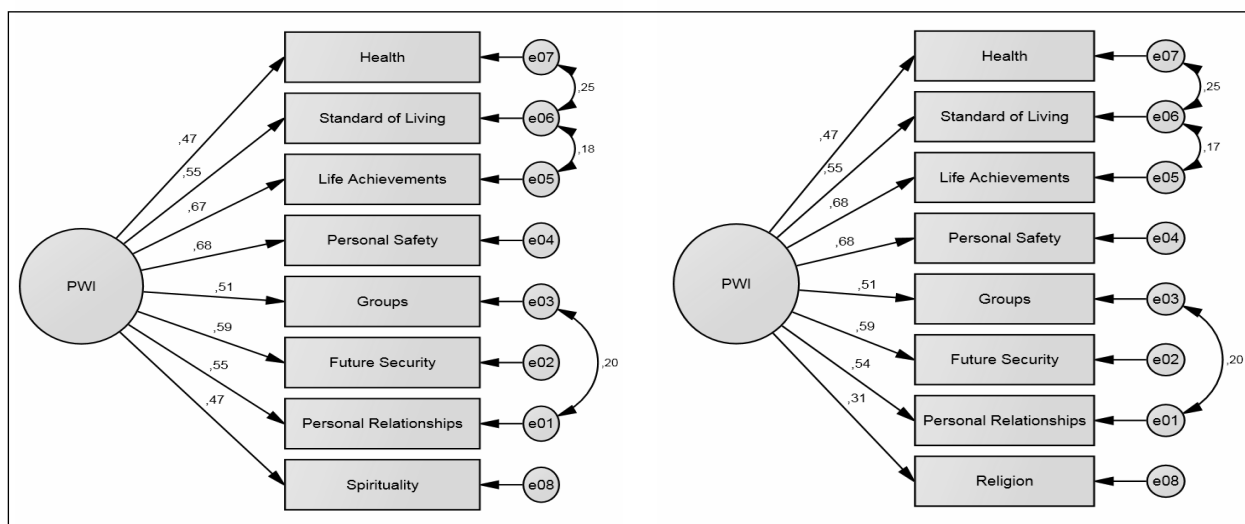 Health
e07
,25
,47
Standard of Living
e06
,55
,18
Life Achievements
e05
,67
Personal Safety
e04
,68
PWI
Groups
e03
,51
Future Security
e02
,59
,20
Personal Relationships
e01
,55
,47
Spirituality
e08
Health
e07
,25
,47
Standard of Living
e06
,55
,17
Life Achievements
e05
,68
Personal Safety
e04
,68
PWI
Groups
e03
,51
Future Security
e02
,59
,20
Personal Relationships
e01
,54
,31
Religion
e08